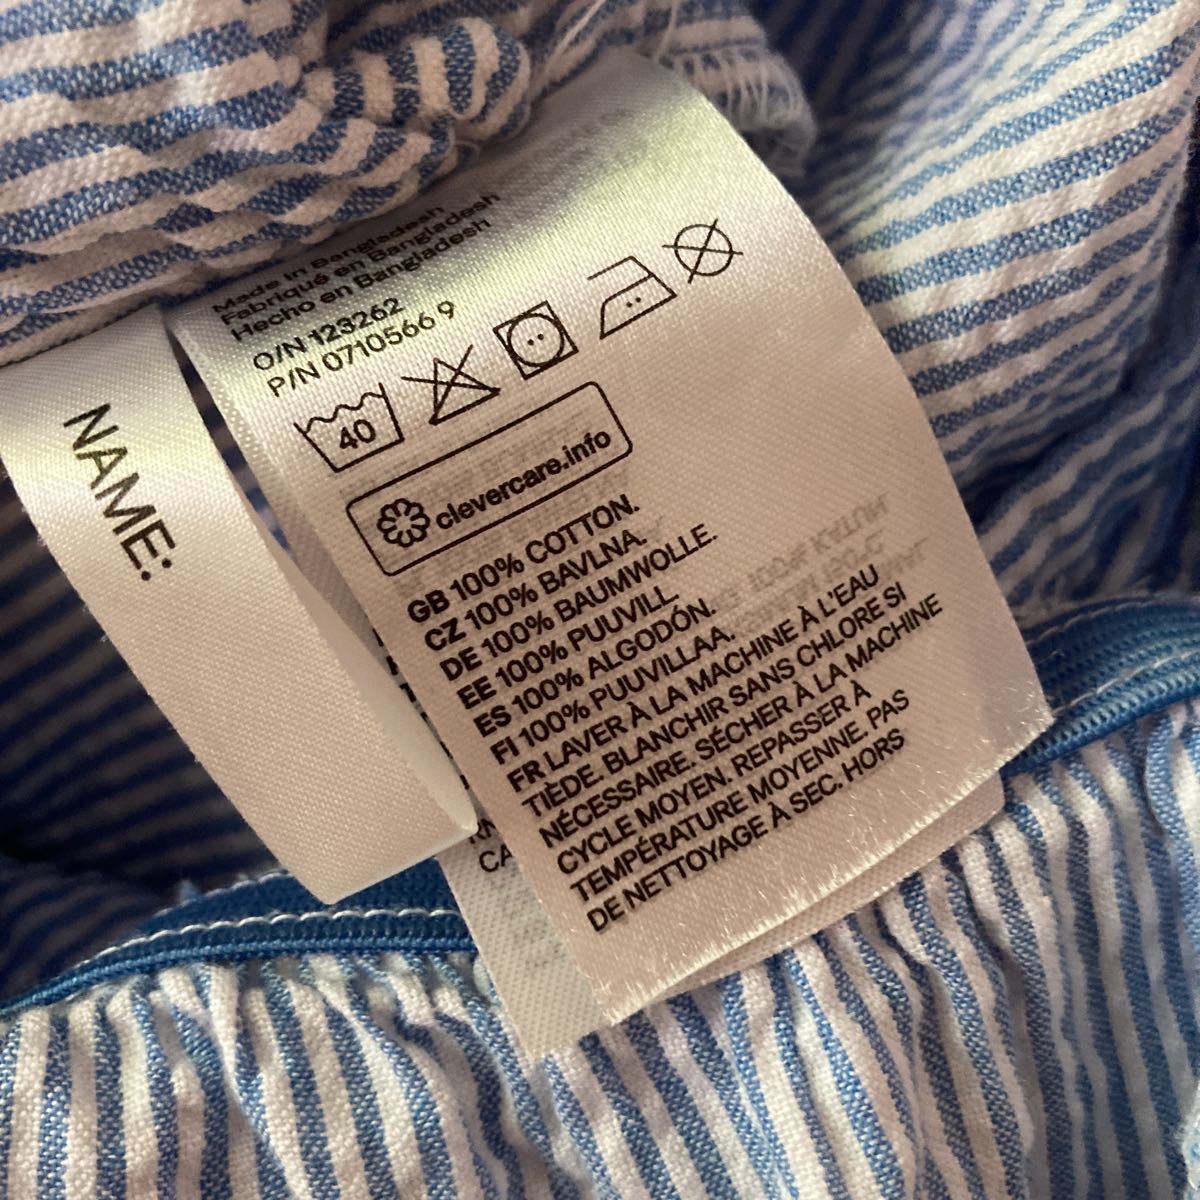 NAME:
Made in Bangladesh
Fabriqué en Bangladesh
Hecho en Bangladesh
O/N 123262
P/N 0710566 9
40
clevercare.info
GB 100% COTTON.
CZ 100% BAVLNA.
DE 100% BAUMWOLLE.
EE 100% PUUVILL.
ES 100% ALGODÓN.
FI 100% PUUVILLAA.
FR LAVER À LA MACHINE À L'EAU
TIÈDE. BLANCHIR SANS CHLORE SI
NÉCESSAIRE. SÉCHER À LA MACHINE
CYCLE MOYEN. REPASSER À
TEMPÉRATURE MOYENNE. PAS
DE NETTOYAGE À SEC. HORS